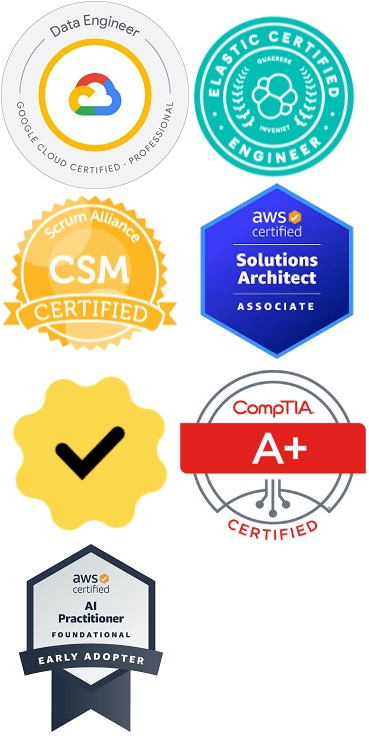 Data Engineer
GOOGLE CLOUD CERTIFIED · PROFESSIONAL
ELASTIC CERTIFIED
QUAERERE
INVENIET
· ENGINEER ·
Scrum Alliance
CSM
CERTIFIED
aws
certified
Solutions
Architect
ASSOCIATE
CompTIA.
A+
CERTIFIED
aws
certified
AI
Practitioner
FOUNDATIONAL
EARLY ADOPTER